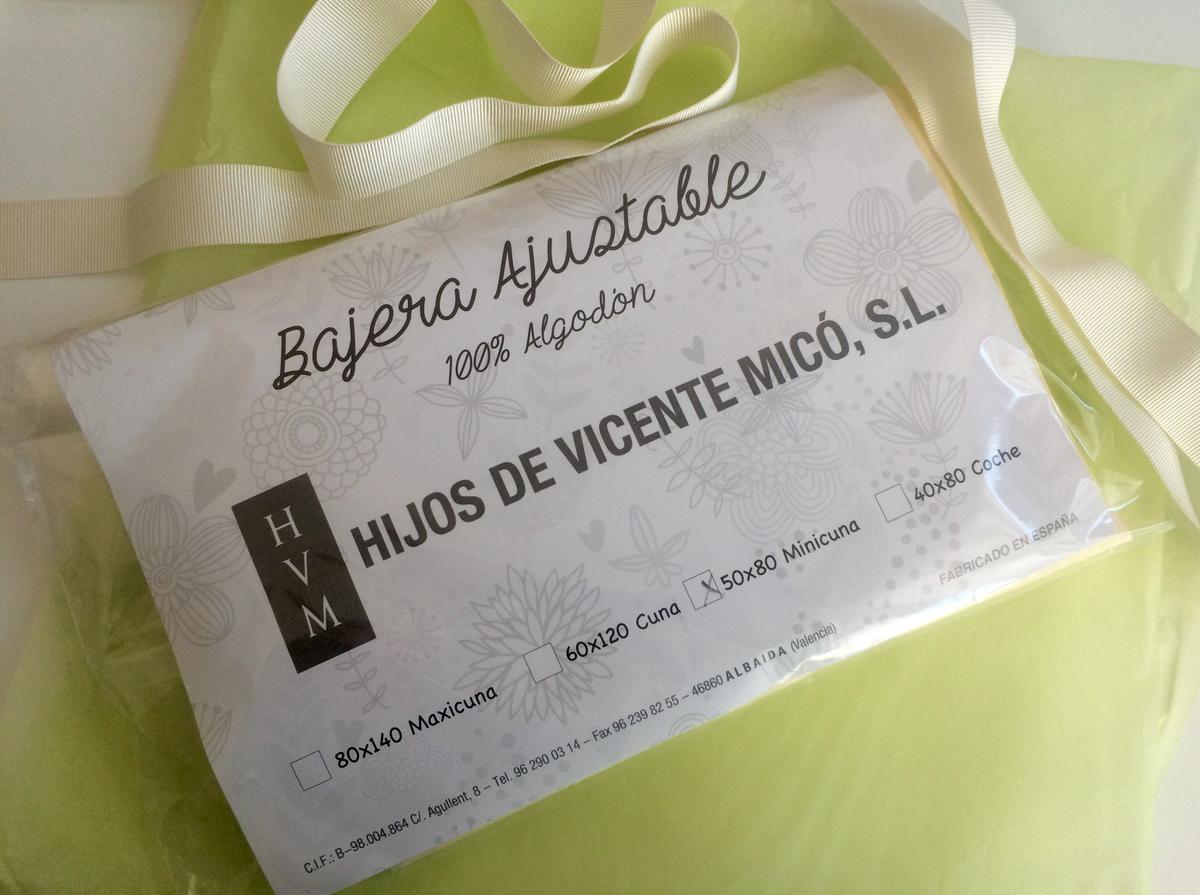 Bajera Ajustable
100% Algodón
HVM
HIJOS DE VICENTE MICÓ, S.L.
80x140 Maxicuna 60x120 Cuna X 50x80 Minicuna 40x80 Coche
FABRICADO EN ESPAÑA
C.I.F.: B–98.004.864 C/. Agullent, 8 – Tel. 96 290 03 14 – Fax 96 239 82 55 – 46860 ALBAIDA (Valencia)